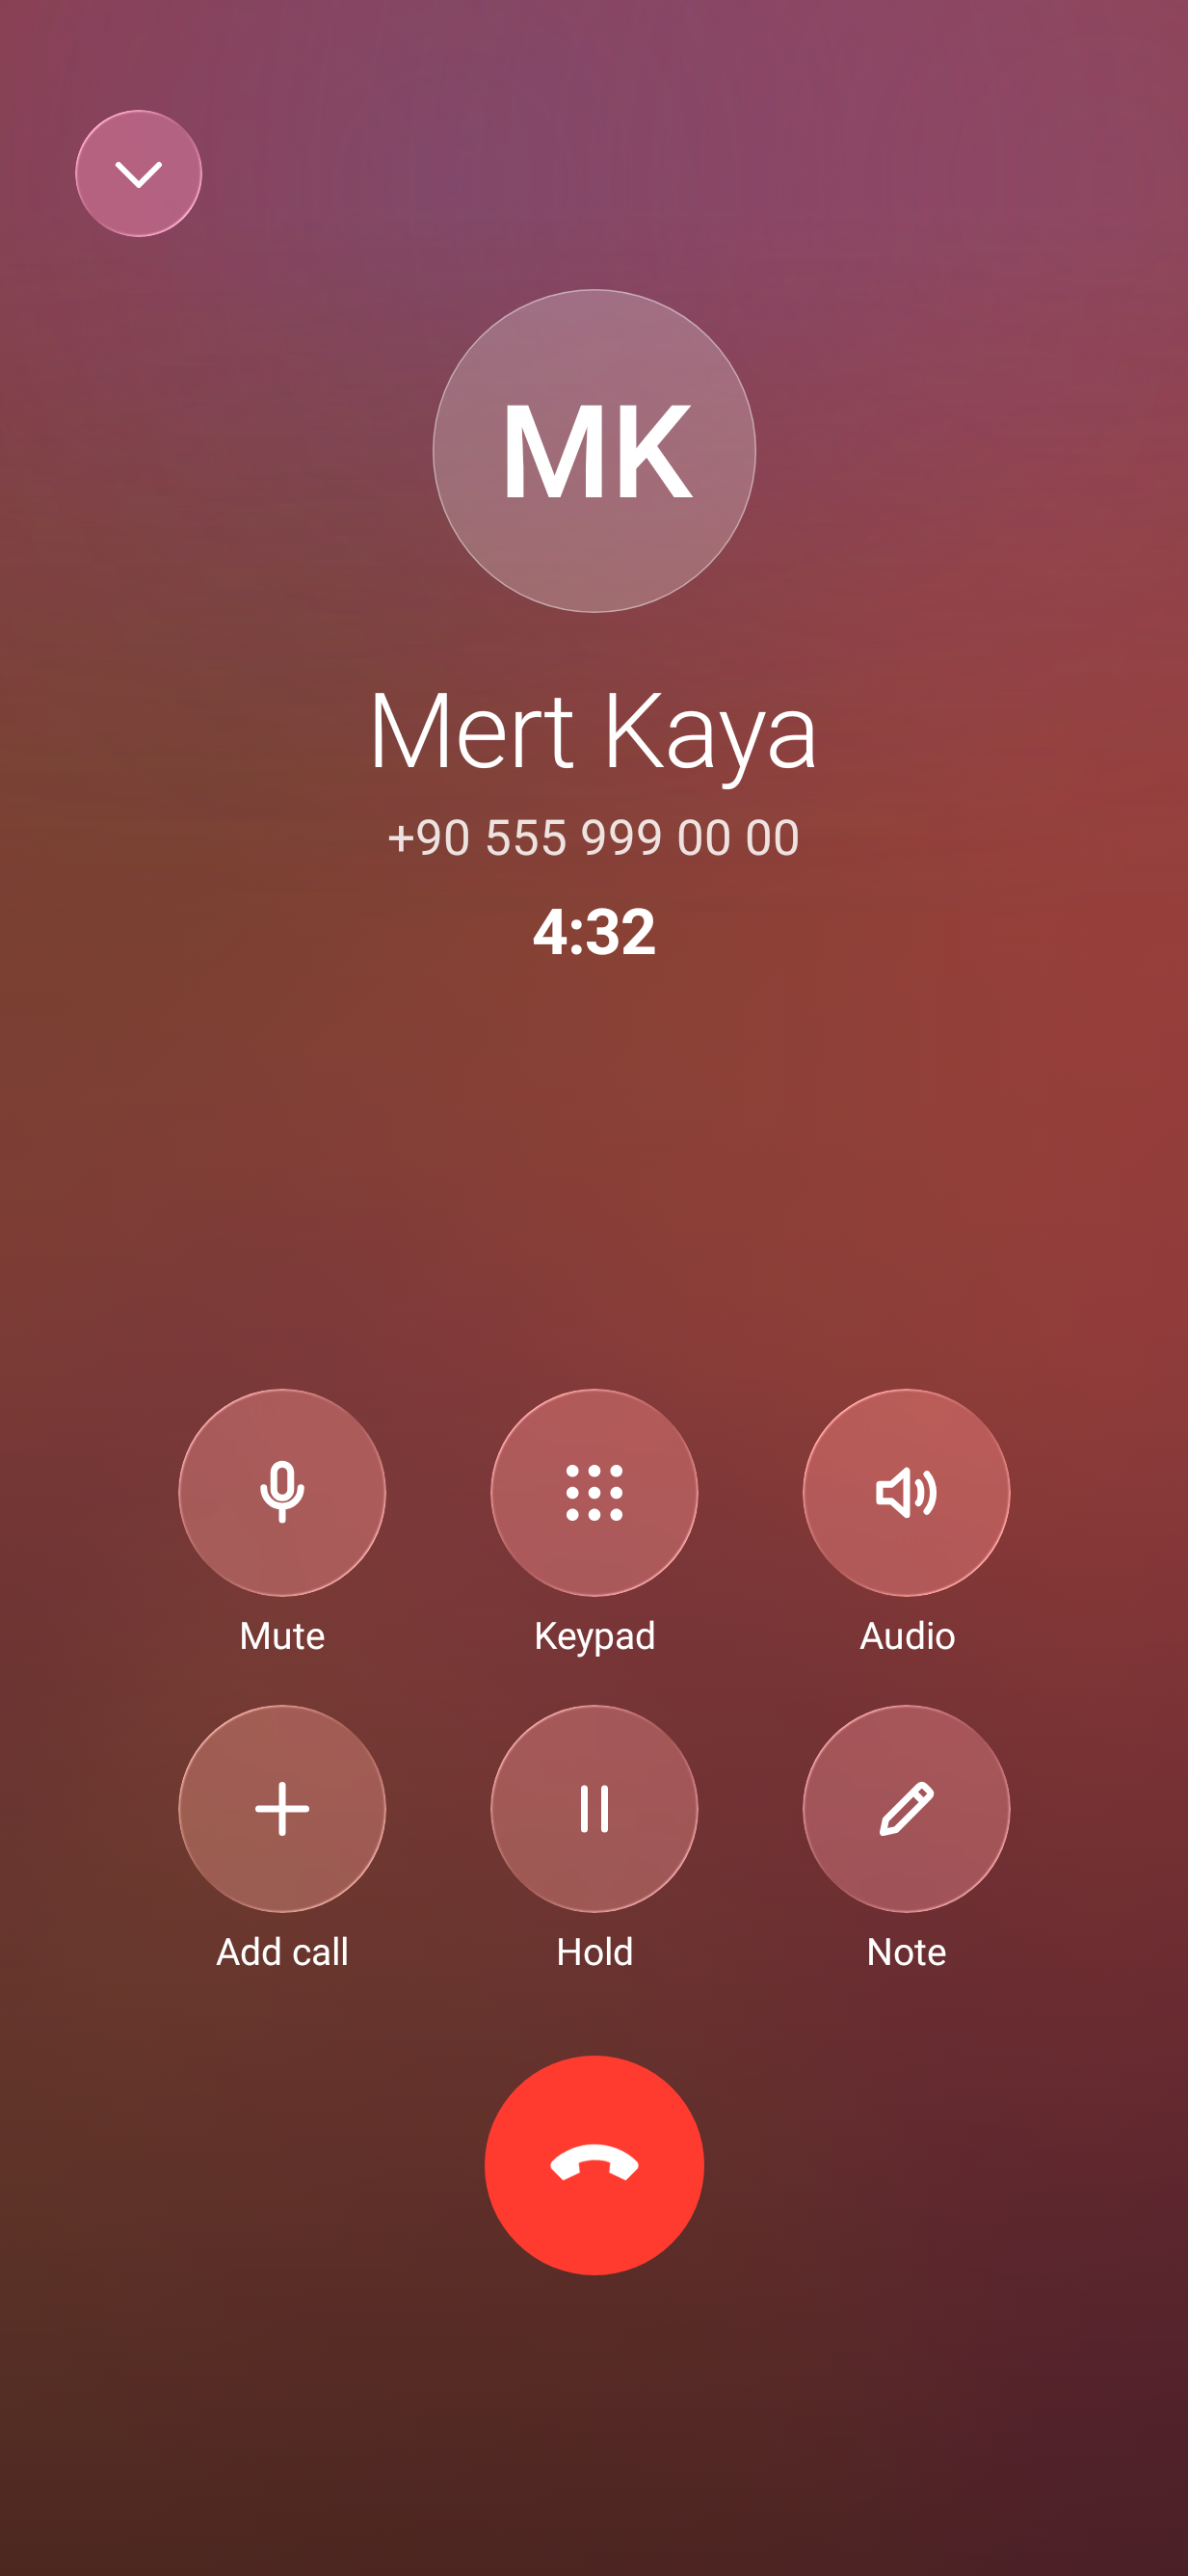 MK
Mert Kaya
+90 555 999 00 00
4:32
Mute
Keypad
Audio
Add call
Hold
Note